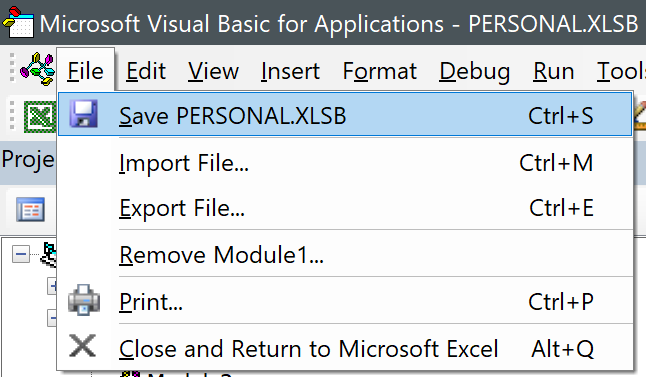 Microsoft Visual Basic for Applications - PERSONAL.XLSB
File Edit View Insert Format Debug Run Tools
Save PERSONAL.XLSB Ctrl+S
Proje
Import File... Ctrl+M
Export File... Ctrl+E
Remove Module1...
Print... Ctrl+P
Close and Return to Microsoft Excel Alt+Q